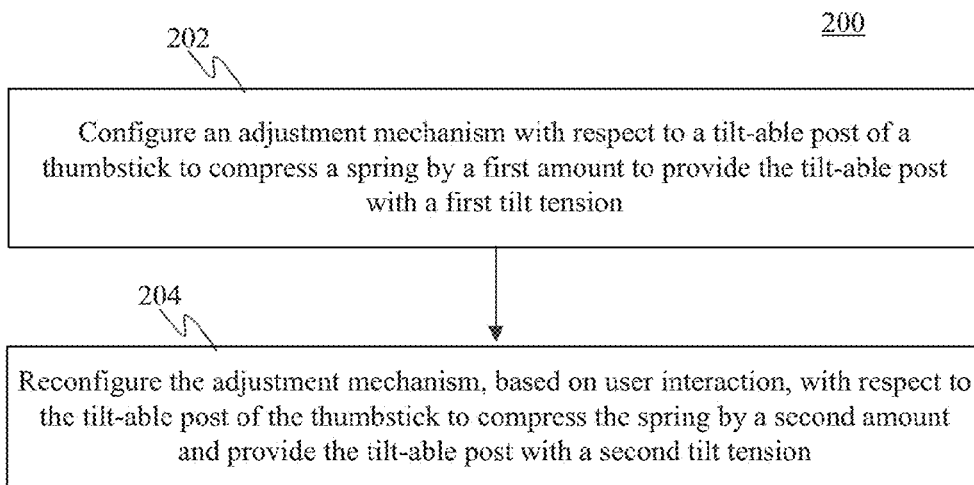 200
202
Configure an adjustment mechanism with respect to a tilt-able post of a
thumbstick to compress a spring by a first amount to provide the tilt-able post
with a first tilt tension
204
Reconfigure the adjustment mechanism, based on user interaction, with respect to
the tilt-able post of the thumbstick to compress the spring by a second amount
and provide the tilt-able post with a second tilt tension